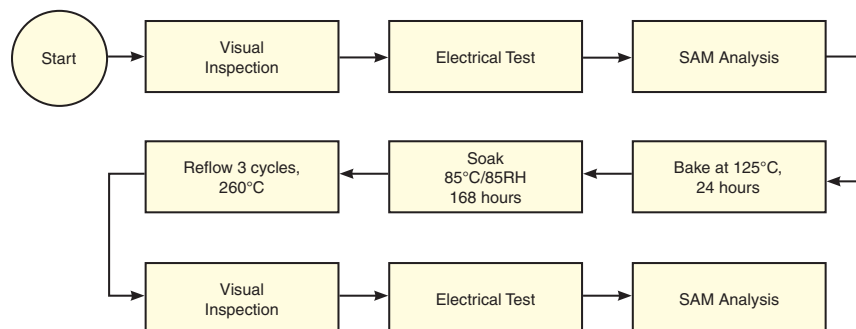 Start
Visual
Inspection
Electrical Test
SAM Analysis
Bake at 125°C,
24 hours
Soak
85°C/85RH
168 hours
Reflow 3 cycles,
260°C
Visual
Inspection
Electrical Test
SAM Analysis